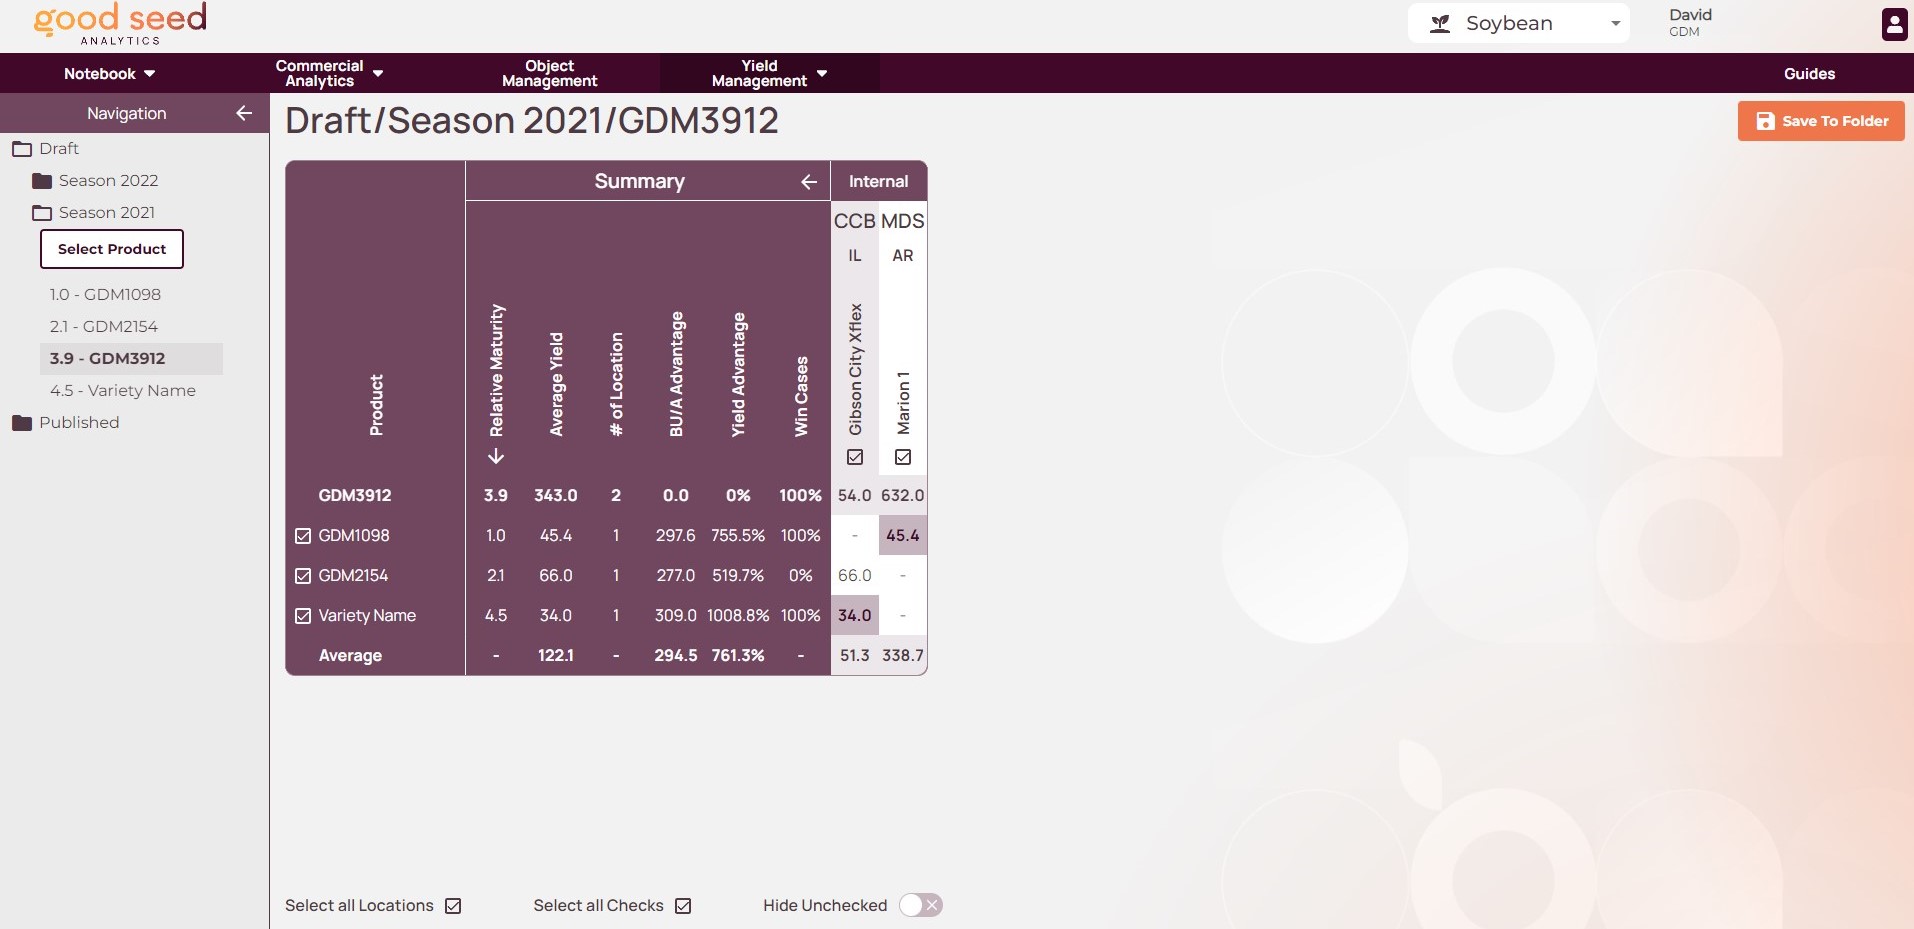 good seed
ANALYTICS
Soybean
David
GDM
Notebook
Commercial
Analytics
Object
Management
Yield
Management
Guides
Navigation
Draft
Season 2022
Season 2021
Select Product
1.0 - GDM1098
2.1 - GDM2154
3.9 - GDM3912
4.5 - Variety Name
Published
Draft/Season 2021/GDM3912
Save To Folder
Summary
Internal
CCB MDS
IL AR
Product Relative Maturity Average Yield # of Location BU/A Advantage Yield Advantage Win Cases Gibson City Xflex Marion 1
GDM3912 3.9 343.0 2 0.0 0% 100% 54.0 632.0
GDM1098 1.0 45.4 1 297.6 755.5% 100% - 45.4
GDM2154 2.1 66.0 1 277.0 519.7% 0% 66.0 -
Variety Name 4.5 34.0 1 309.0 1008.8% 100% 34.0 -
Average - 122.1 - 294.5 761.3% - 51.3 338.7
Select all Locations
Select all Checks
Hide Unchecked